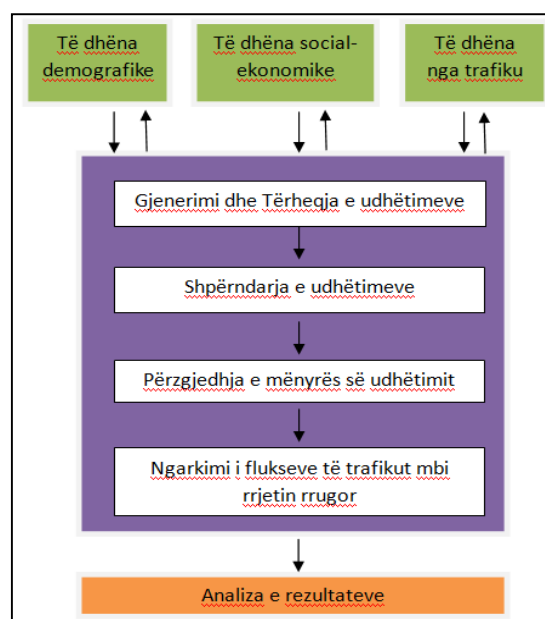 Të dhëna
demografike
Të dhëna social-
ekonomike
Të dhëna
nga trafiku
Gjenerimi dhe Tërheqja e udhëtimeve
Shpërndarja e udhëtimeve
Përzgjedhja e mënyrës së udhëtimit
Ngarkimi i flukseve të trafikut mbi
rrjetin rrugor
Analiza e rezultateve